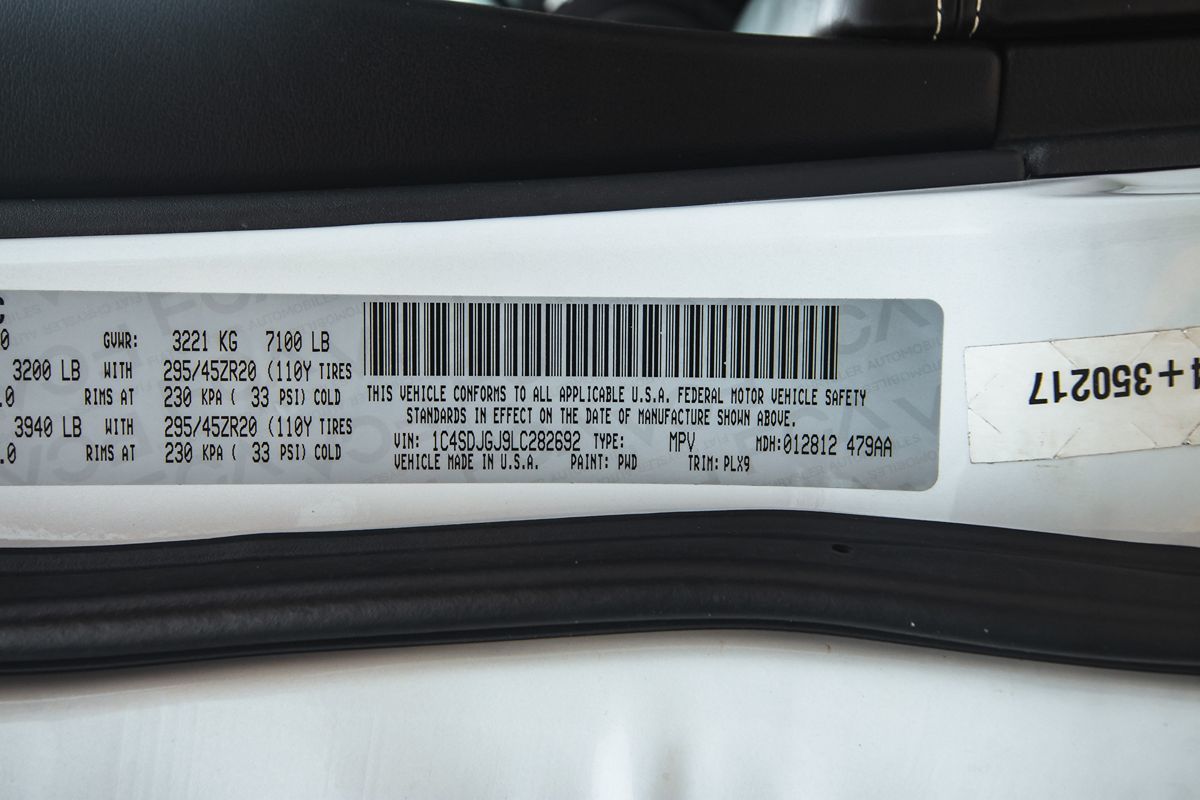 GVWR: 3221 KG 7100 LB
3200 LB WITH 295/45ZR20 (110Y TIRES
.0 RIMS AT 230 KPA ( 33 PSI) COLD
3940 LB WITH 295/45ZR20 (110Y TIRES
.0 RIMS AT 230 KPA ( 33 PSI) COLD
THIS VEHICLE CONFORMS TO ALL APPLICABLE U.S.A. FEDERAL MOTOR VEHICLE SAFETY
STANDARDS IN EFFECT ON THE DATE OF MANUFACTURE SHOWN ABOVE.
VIN: 1C4SDJGJ9LC282692 TYPE: MPV MDH:012812 479AA
VEHICLE MADE IN U.S.A. PAINT: PWD TRIM: PLX9
4+350217